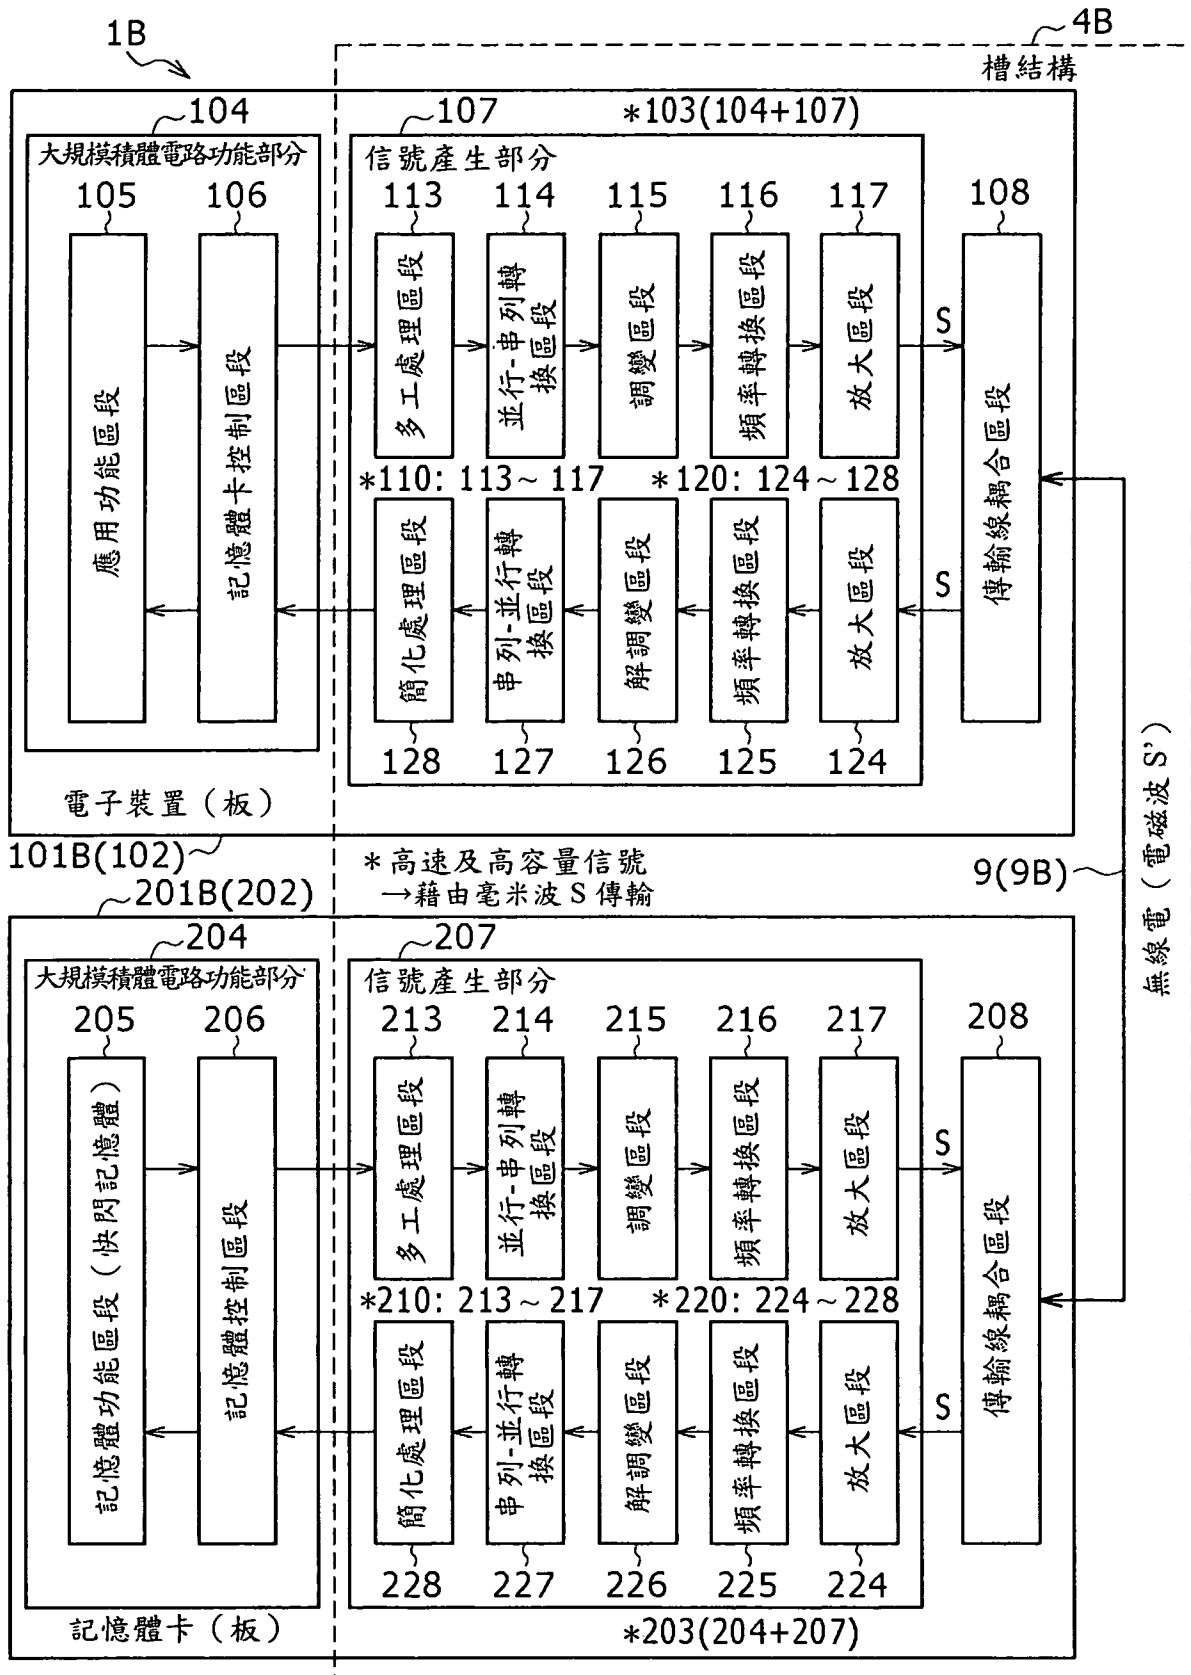 1B
4B
槽結構
104
107
*103(104+107)
大規模積體電路功能部分
信號產生部分
105
106
113
114
115
116
117
108
應用功能區段
記憶體卡控制區段
多工處理區段
並行-串列轉
換區段
調變區段
頻率轉換區段
放大區段
S
傳輸線耦合區段
*110: 113~117
*120: 124~128
簡化處理區段
串列-並行轉
換區段
解調變區段
頻率轉換區段
放大區段
S
128
127
126
125
124
電子裝置(板)
101B(102)
*高速及高容量信號
→藉由毫米波S傳輸
9(9B)
無線電(電磁波S')
201B(202)
204
207
大規模積體電路功能部分
信號產生部分
205
206
213
214
215
216
217
208
記憶體功能區段(快閃記憶體)
記憶體控制區段
多工處理區段
並行-串列轉
換區段
調變區段
頻率轉換區段
放大區段
S
傳輸線耦合區段
*210: 213~217
*220: 224~228
簡化處理區段
串列-並行轉
換區段
解調變區段
頻率轉換區段
放大區段
S
228
227
226
225
224
記憶體卡(板)
*203(204+207)